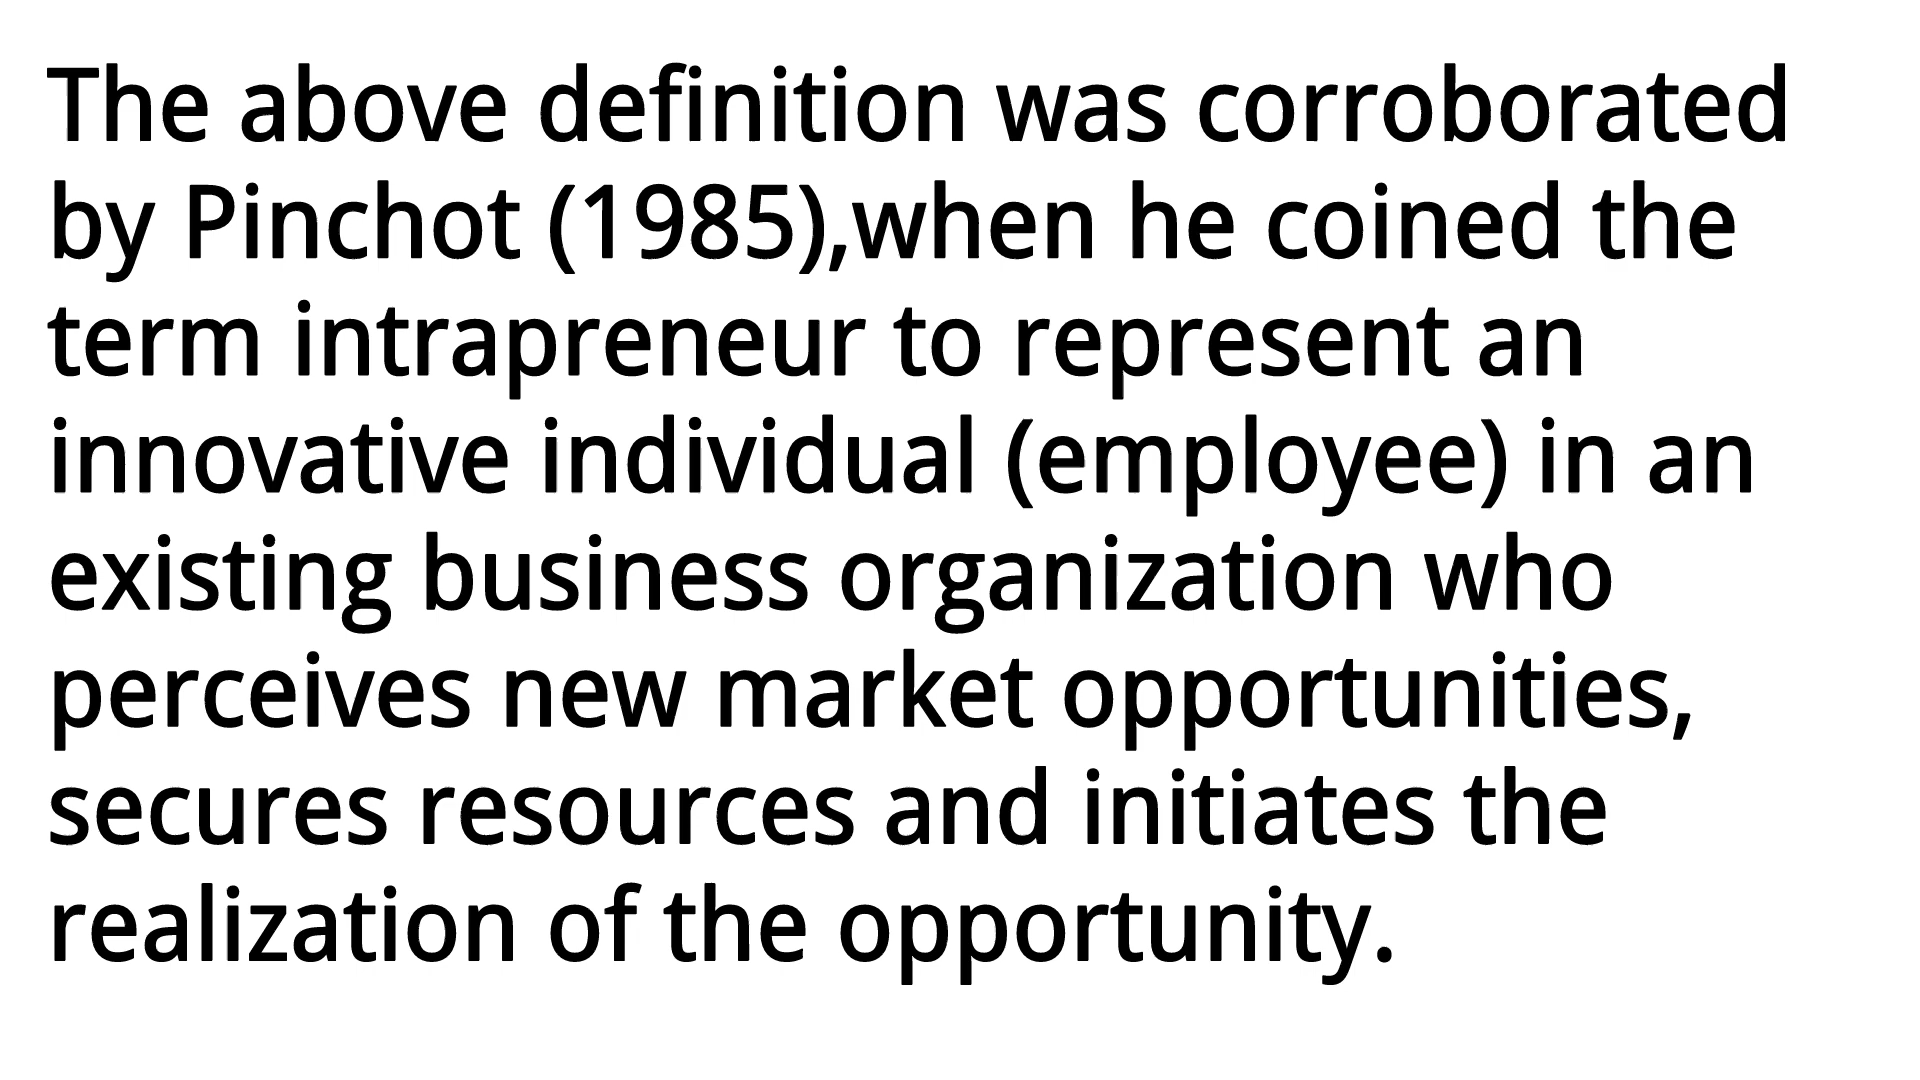 The above definition was corroborated
by Pinchot (1985),when he coined the
term intrapreneur to represent an
innovative individual (employee) in an
existing business organization who
perceives new market opportunities,
secures resources and initiates the
realization of the opportunity.